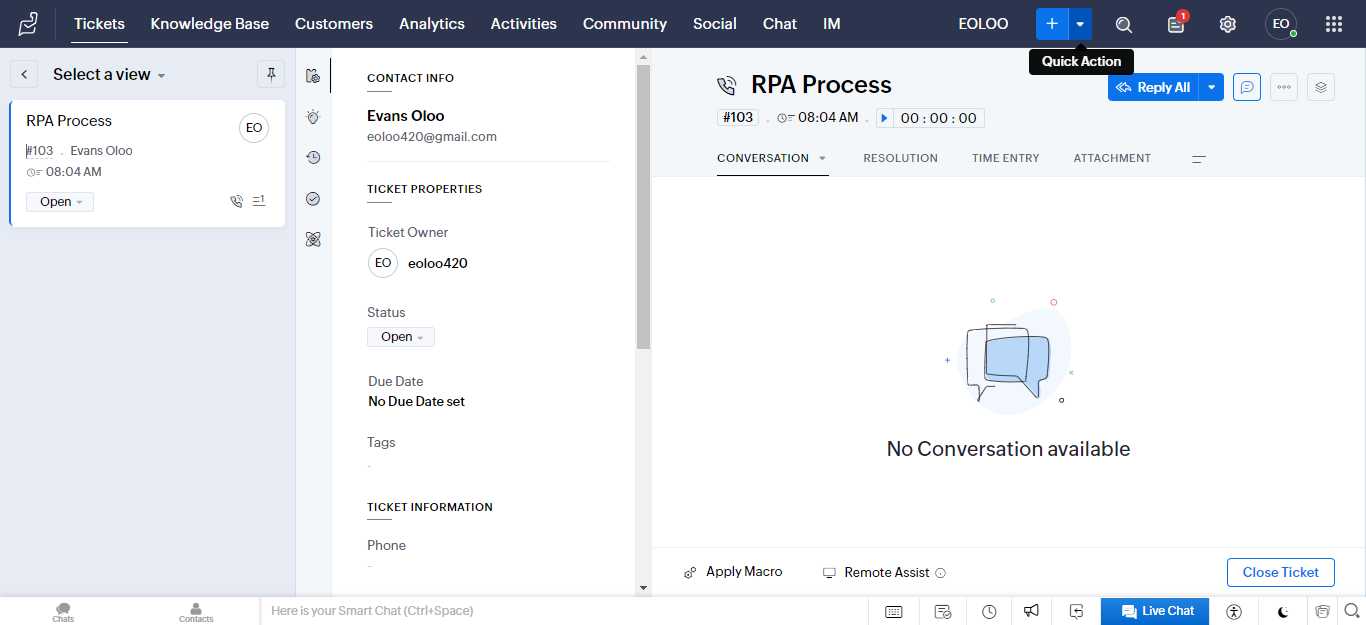 Tickets Knowledge Base Customers Analytics Activities Community Social Chat IM EOLOO + 1 EO
Quick Action
Select a view
RPA Process
EO
#103 . Evans Oloo
08:04 AM
Open
1
CONTACT INFO
Evans Oloo
eoloo420@gmail.com
TICKET PROPERTIES
Ticket Owner
EO eoloo420
Status
Open
Due Date
No Due Date set
Tags
-
TICKET INFORMATION
Phone
-
RPA Process
Reply All
#103 . 08:04 AM . 00 : 00 : 00
CONVERSATION RESOLUTION TIME ENTRY ATTACHMENT
No Conversation available
Apply Macro Remote Assist Close Ticket
Chats Contacts Here is your Smart Chat (Ctrl+Space) Live Chat